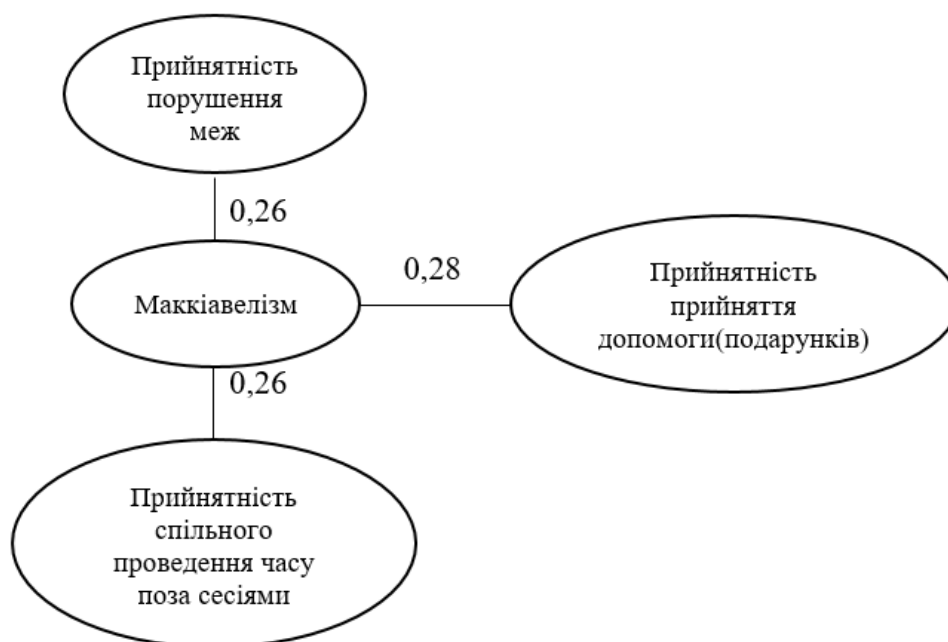 Прийнятність
порушення
меж
0,26
Маккіавелізм
0,28
Прийнятність
прийняття
допомоги(подарунків)
0,26
Прийнятність
спільного
проведення часу
поза сесіями